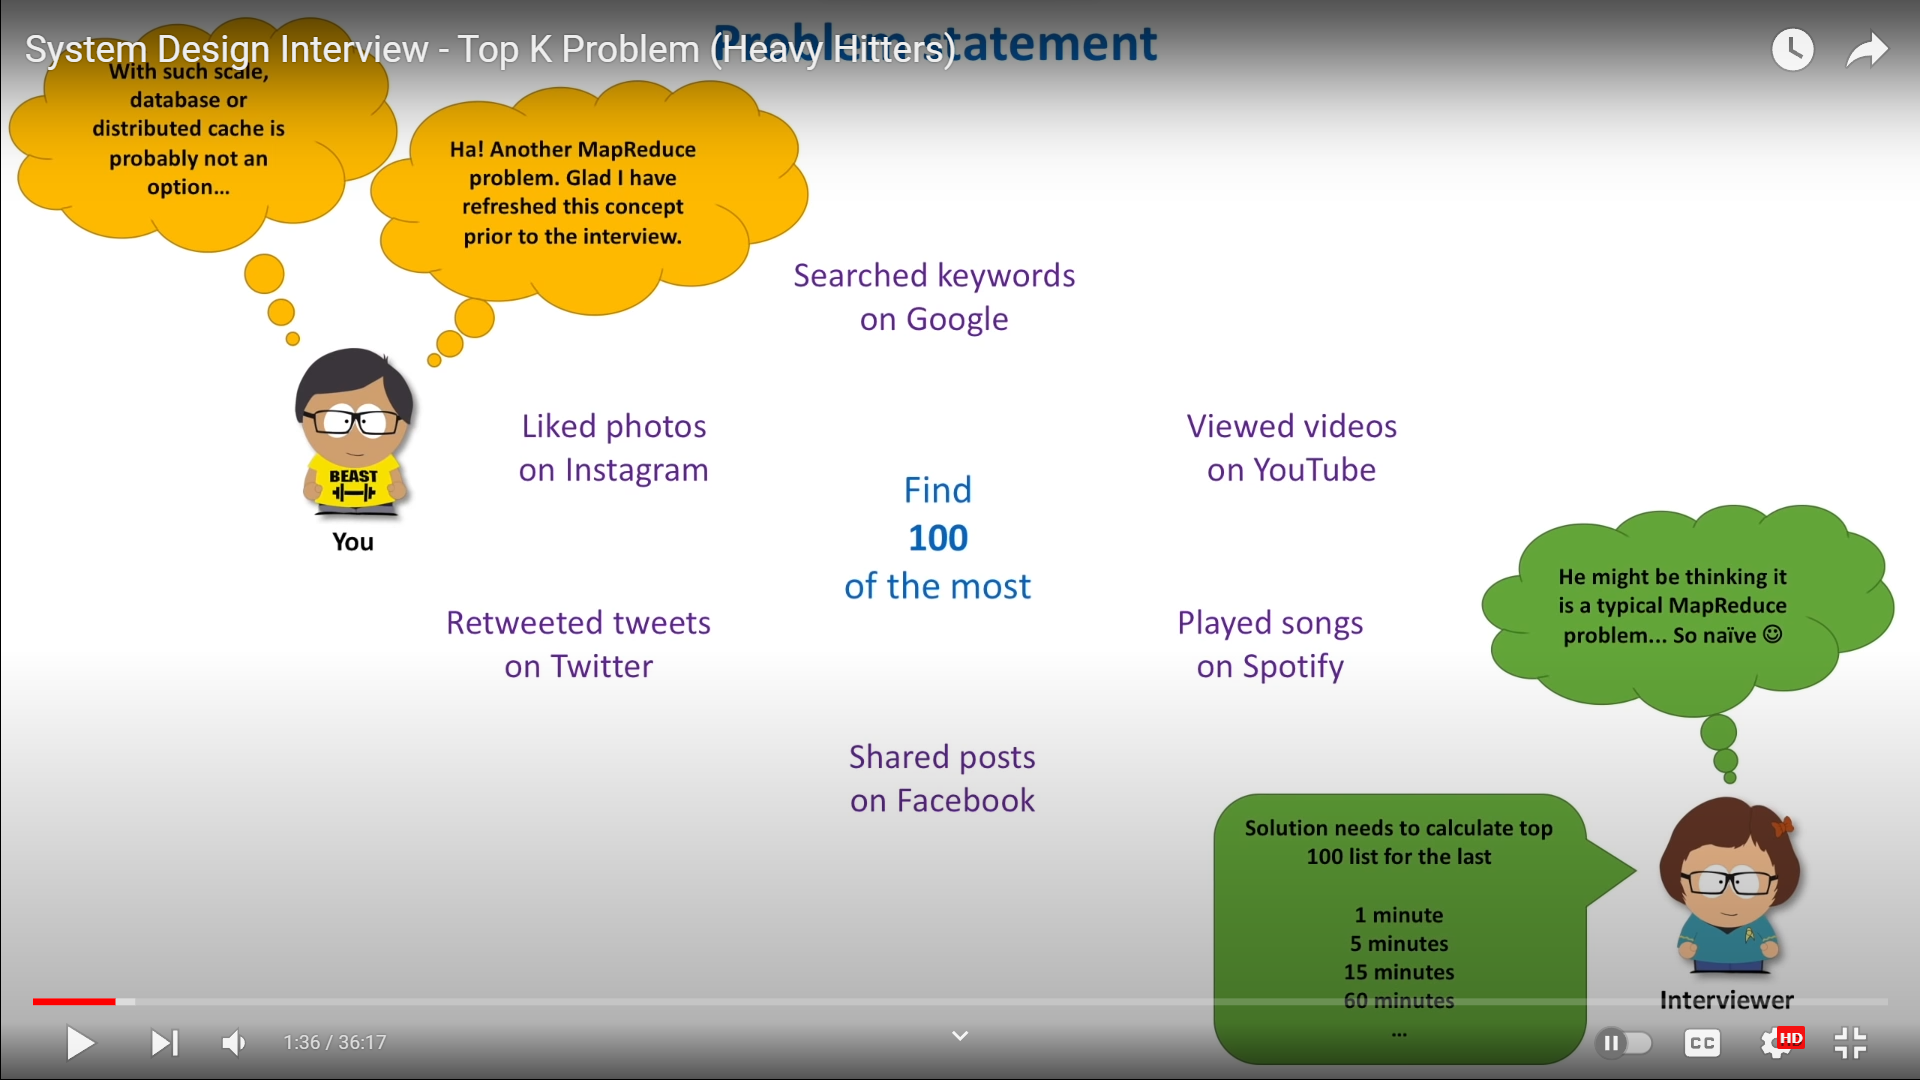 System Design Interview - Top K Problem (Heavy Hitters)
Problem statement
With such scale,
database or
distributed cache is
probably not an
option...
Ha! Another MapReduce
problem. Glad I have
refreshed this concept
prior to the interview.
Searched keywords
on Google
Liked photos
on Instagram
Viewed videos
on YouTube
Find
100
of the most
BEAST
You
Retweeted tweets
on Twitter
Played songs
on Spotify
He might be thinking it
is a typical MapReduce
problem... So naïve ☺
Shared posts
on Facebook
Solution needs to calculate top
100 list for the last
1 minute
5 minutes
15 minutes
60 minutes
...
Interviewer
1:36 / 36:17
CC
HD